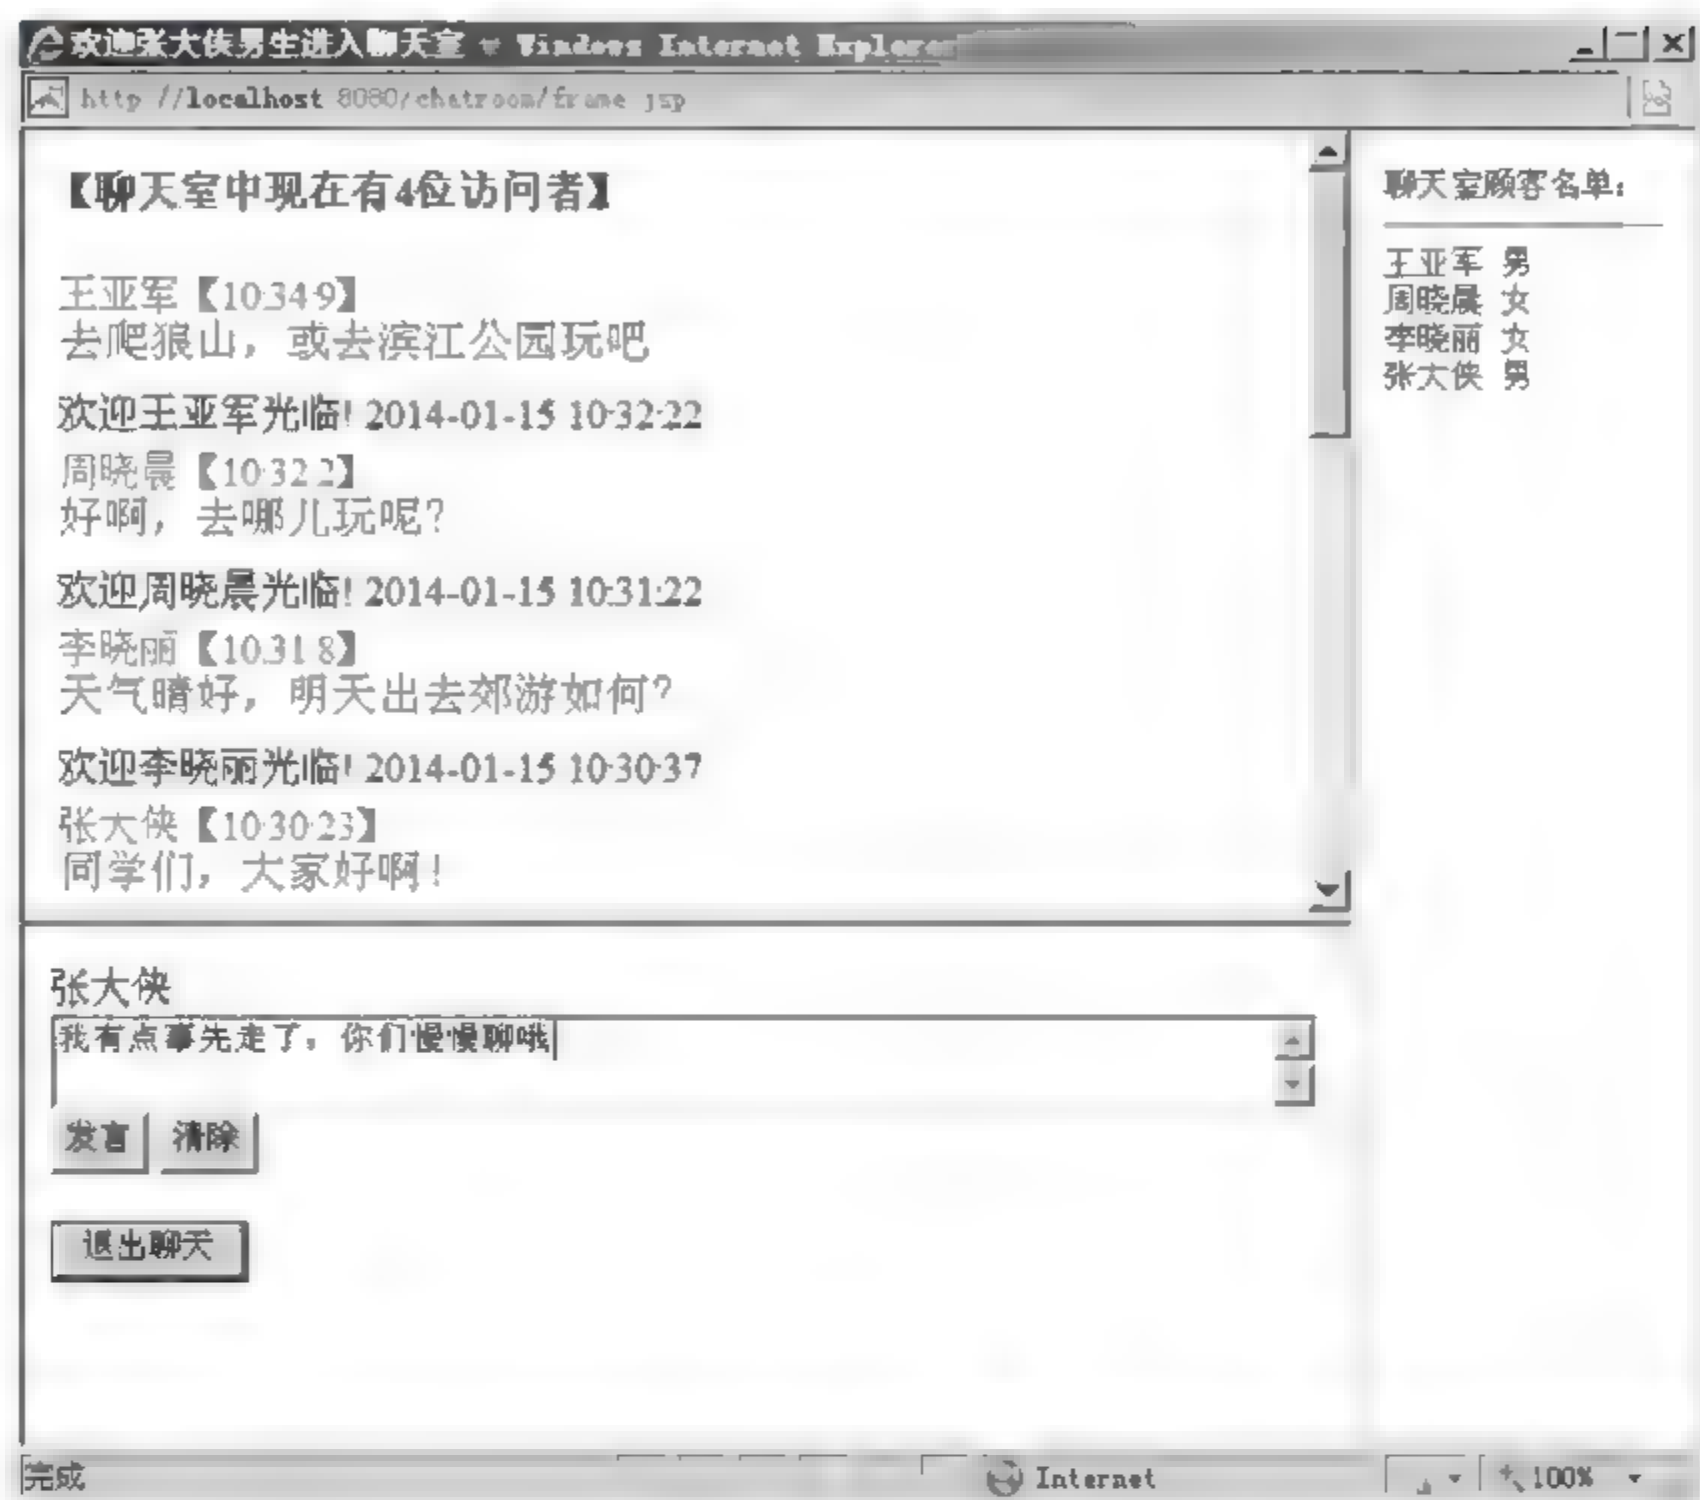 欢迎张大侠男生进入聊天室 - Windows Internet Explorer
http://localhost:8080/chatroom/frame.jsp
【聊天室中现在有4位访问者】
王亚军【10:34:9】
去爬狼山，或去滨江公园玩吧
欢迎王亚军光临! 2014-01-15 10:32:22
周晓晨【10:32:2】
好啊，去哪儿玩呢?
欢迎周晓晨光临! 2014-01-15 10:31:22
李晓丽【10:31:8】
天气晴好，明天出去郊游如何?
欢迎李晓丽光临! 2014-01-15 10:30:37
张大侠【10:30:23】
同学们，大家好啊!
聊天室顾客名单:
王亚军 男
周晓晨 女
李晓丽 女
张大侠 男
张大侠
我有点事先走了，你们慢慢聊哦
发言 清除
退出聊天
完成 Internet 100%